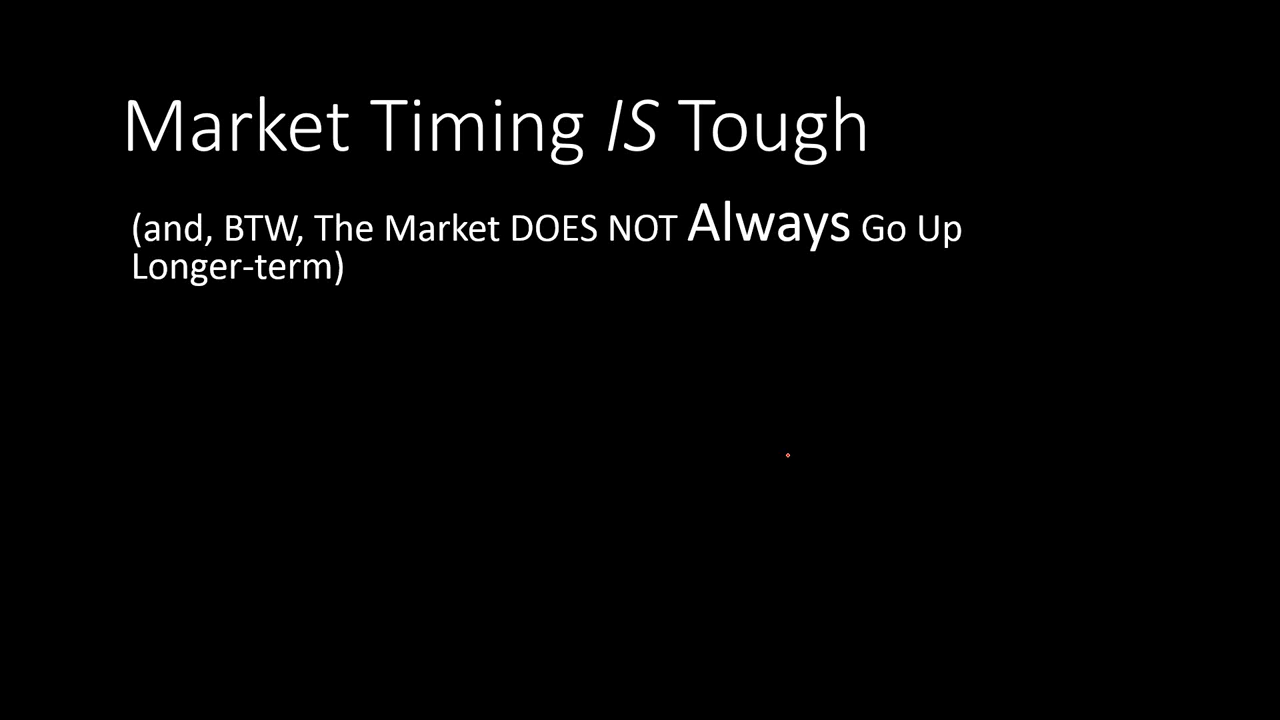 Market Timing IS Tough
(and, BTW, The Market DOES NOT Always Go Up
Longer-term)